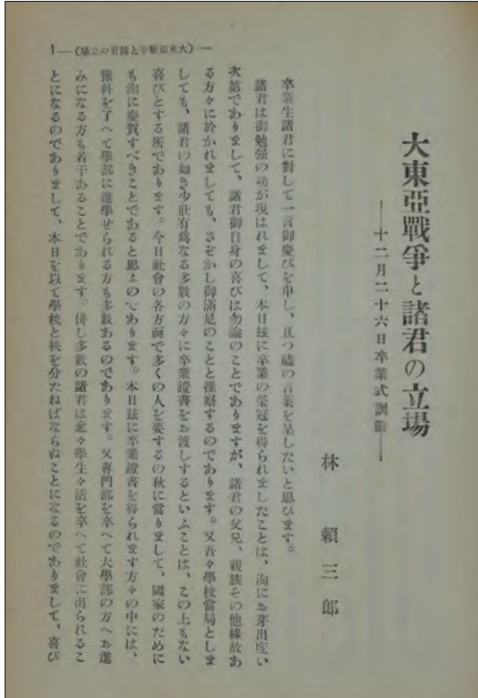 1―（大東亞戰爭と諸君の立場）―
大東亞戰爭と諸君の立場
―十二月二十六日卒業式訓辭―
林賴三郎
卒業生諸君に對して一言御慶びを申し、且つ餞の言葉を呈したいと思ひます。
諸君は御勉强の功が現はれまして、本日玆に卒業の榮冠を得られましたことは、洵にお芽出度い
次第でありまして、諸君御自身の喜びは勿論のことでありますが、諸君の父兄、親族その他緣故あ
る方々に於かれましても、さぞかし御滿足のことと推察するのであります。又吾々學校當局としま
しても、諸君の如き少壯有爲なる多數の方々に卒業證書をお渡しするといふことは、この上もない
喜びとする所であります。今日社會の各方面で多くの人を要するの秋に當りまして、國家のために
も洵に慶賀すべきことであると思ふのであります。本日玆に卒業證書を得られます方々の中には、
豫科を了へて學部に進學せられる方も多數あるのであります。又專門部を卒へて大學部の方へお進
みになる方も若干あることであります。倂し多數の諸君は愈々學生々活を卒へて社會に出られるこ
とになるのでありまして、本日を以て學校と袂を分たねばならぬことになるのでありまして、喜び